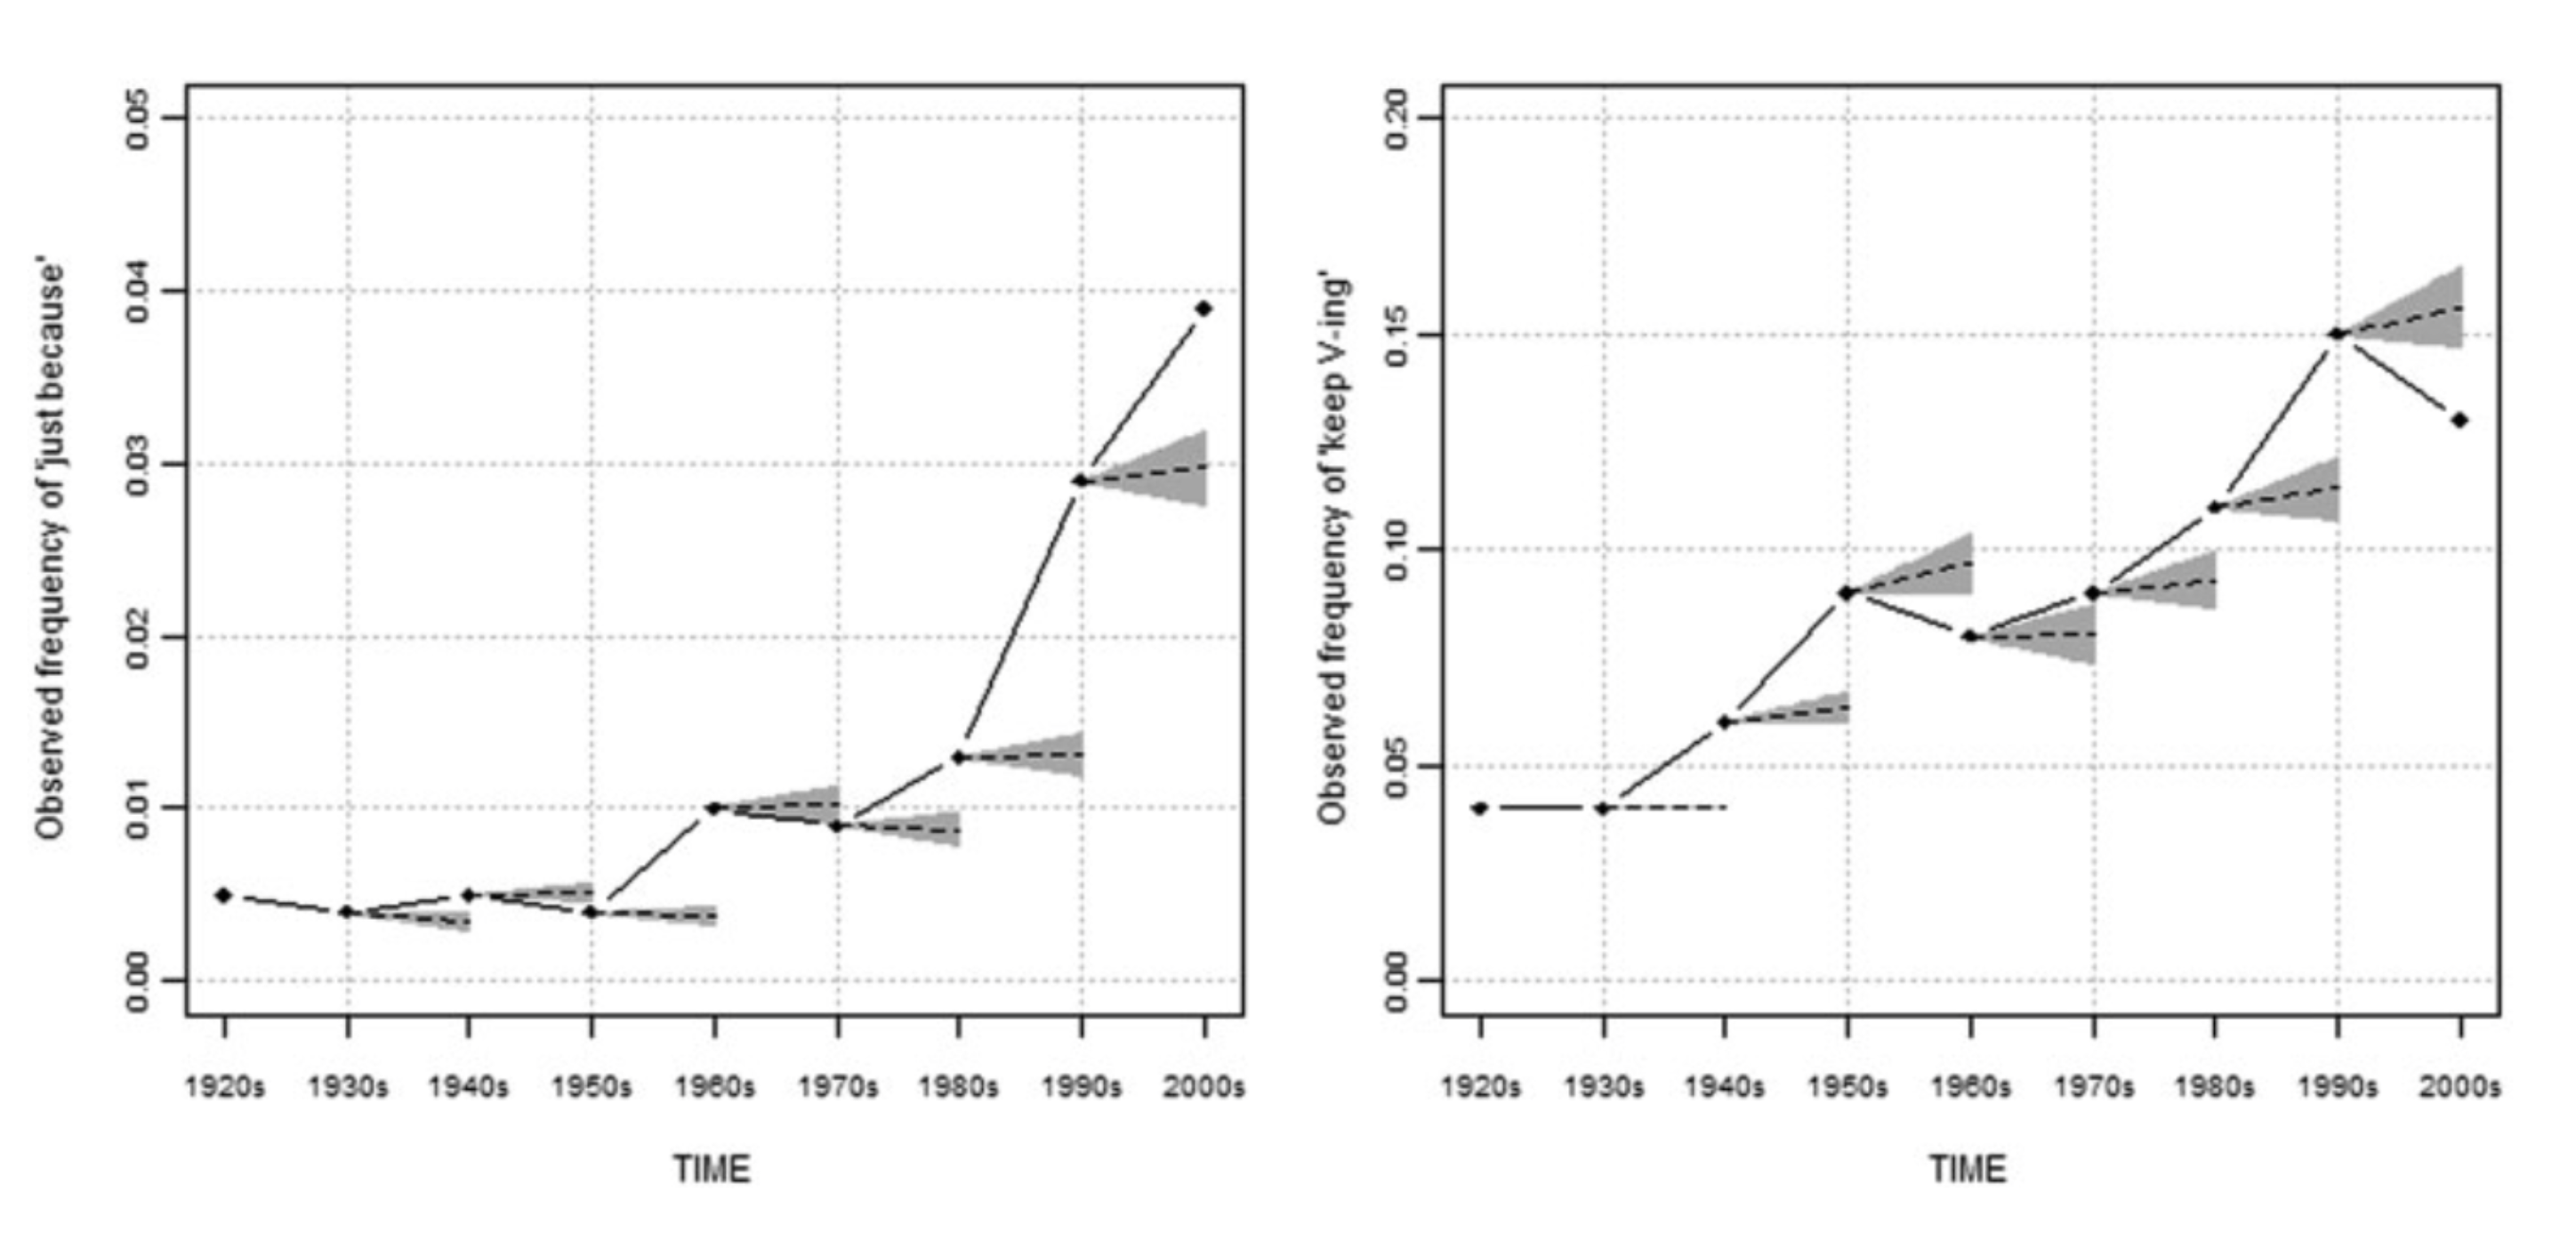 Observed frequency of 'just because'
0.05
0.04
0.03
0.02
0.01
0.00
1920s 1930s 1940s 1950s 1960s 1970s 1980s 1990s 2000s
TIME
Observed frequency of 'keep V-ing'
0.20
0.15
0.10
0.05
0.00
1920s 1930s 1940s 1950s 1960s 1970s 1980s 1990s 2000s
TIME